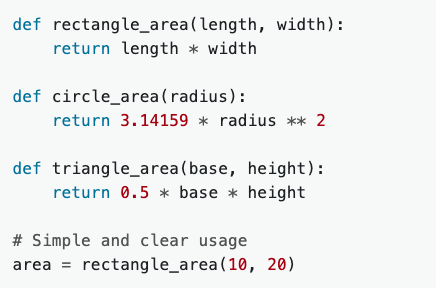 def rectangle_area(length, width):
    return length * width

def circle_area(radius):
    return 3.14159 * radius ** 2

def triangle_area(base, height):
    return 0.5 * base * height

# Simple and clear usage
area = rectangle_area(10, 20)